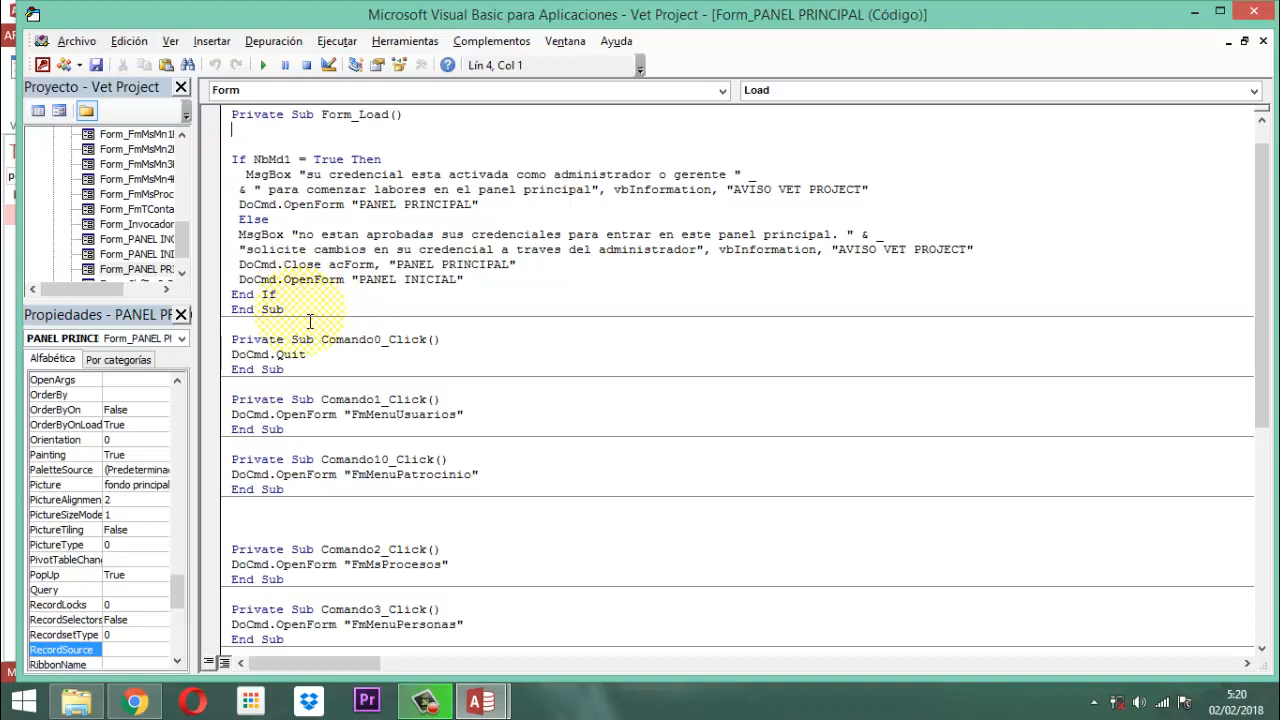 Microsoft Visual Basic para Aplicaciones - Vet Project - [Form_PANEL PRINCIPAL (Código)]
Archivo Edición Ver Insertar Depuración Ejecutar Herramientas Complementos Ventana Ayuda
Lín 4, Col 1
Proyecto - Vet Project
Form Load
Form_FmMsMn1
Form_FmMsMn2
Form_FmMsMn3
Form_FmMsMn4
Form_FmMsProc
Form_FmTConta
Form_Invocador
Form_PANEL INC
Form_PANEL INI
Form_PANEL PR
Propiedades - PANEL PR
PANEL PRINCI Form_PANEL PI
Alfabética Por categorías
OpenArgs
OrderBy
OrderByOn False
OrderByOnLoad True
Orientation 0
Painting True
PaletteSource (Predetermina
Picture fondo principal
PictureAlignmen 2
PictureSizeMod 1
PictureTiling False
PictureType 0
PivotTableChan
PopUp True
Query
RecordLocks 0
RecordSelectors False
RecordsetType 0
RecordSource
RibbonName
Private Sub Form_Load()
If NbMd1 = True Then
MsgBox "su credencial esta activada como administrador o gerente " _
& " para comenzar labores en el panel principal", vbInformation, "AVISO VET PROJECT"
DoCmd.OpenForm "PANEL PRINCIPAL"
Else
MsgBox "no estan aprobadas sus credenciales para entrar en este panel principal. " & _
"solicite cambios en su credencial a traves del administrador", vbInformation, "AVISO VET PROJECT"
DoCmd.Close acForm, "PANEL PRINCIPAL"
DoCmd.OpenForm "PANEL INICIAL"
End If
End Sub
Private Sub Comando0_Click()
DoCmd.Quit
End Sub
Private Sub Comando1_Click()
DoCmd.OpenForm "FmMenuUsuarios"
End Sub
Private Sub Comando10_Click()
DoCmd.OpenForm "FmMenuPatrocinio"
End Sub
Private Sub Comando2_Click()
DoCmd.OpenForm "FmMsProcesos"
End Sub
Private Sub Comando3_Click()
DoCmd.OpenForm "FmMenuPersonas"
End Sub
Pr
5:20
02/02/2018